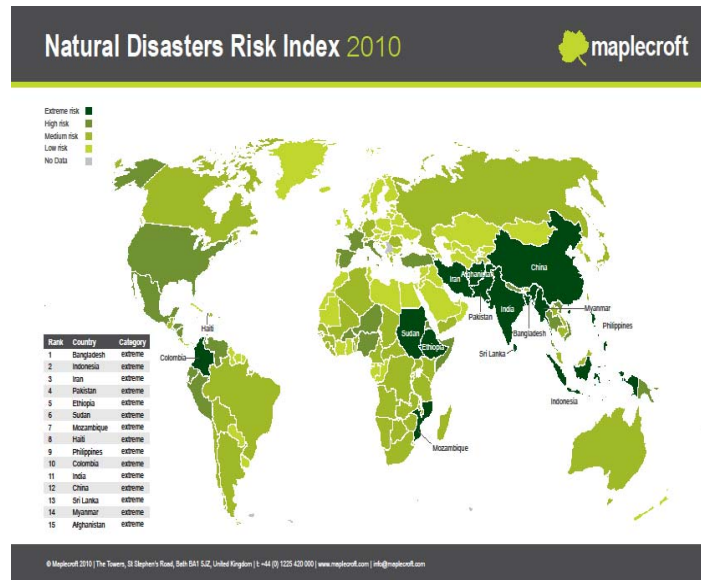 Natural Disasters Risk Index 2010
maplecroft
Extreme risk
High risk
Medium risk
Low risk
No Data
Iran
Afghanistan
China
Pakistan
India
Bangladesh
Myanmar
Philippines
Sri Lanka
Indonesia
Sudan
Ethiopia
Mozambique
Haiti
Colombia
Rank Country Category
1 Bangladesh extreme
2 Indonesia extreme
3 Iran extreme
4 Pakistan extreme
5 Ethiopia extreme
6 Sudan extreme
7 Mozambique extreme
8 Haiti extreme
9 Philippines extreme
10 Colombia extreme
11 India extreme
12 China extreme
13 Sri Lanka extreme
14 Myanmar extreme
15 Afghanistan extreme
© Maplecroft 2010 | The Towers, St Stephen's Road, Bath BA1 5JZ, United Kingdom | t: +44 (0) 1225 420 000 | www.maplecroft.com | info@maplecroft.com